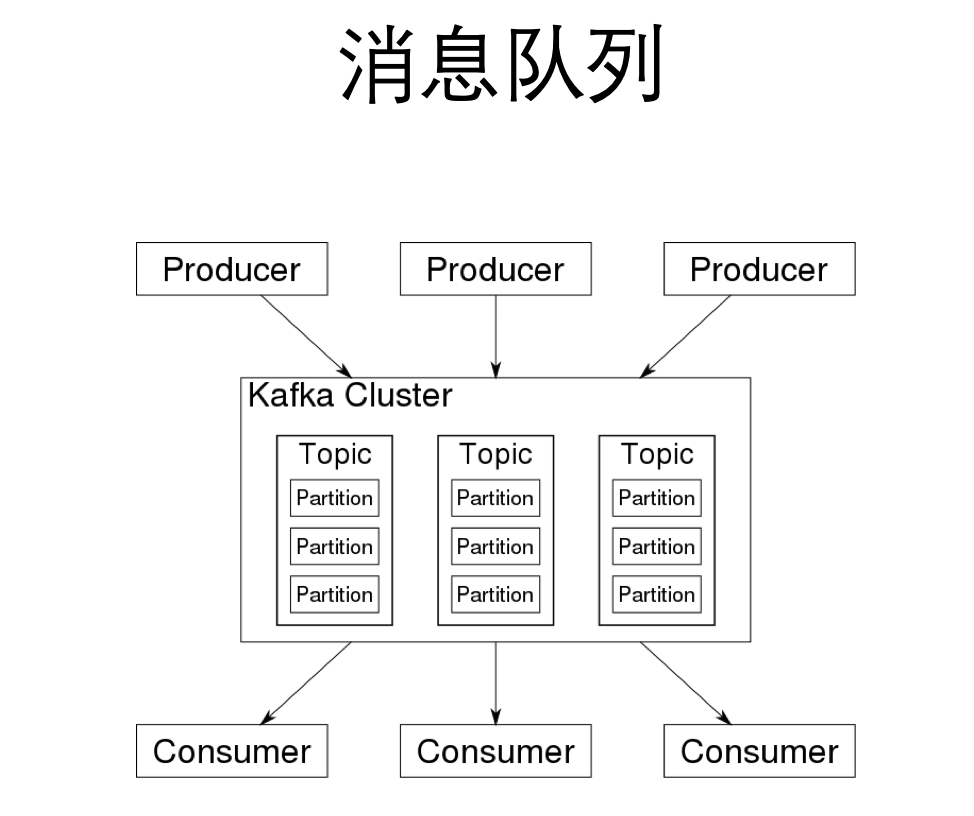 消息队列
Producer Producer Producer
Kafka Cluster
Topic Topic Topic
Partition Partition Partition
Partition Partition Partition
Partition Partition Partition
Consumer Consumer Consumer